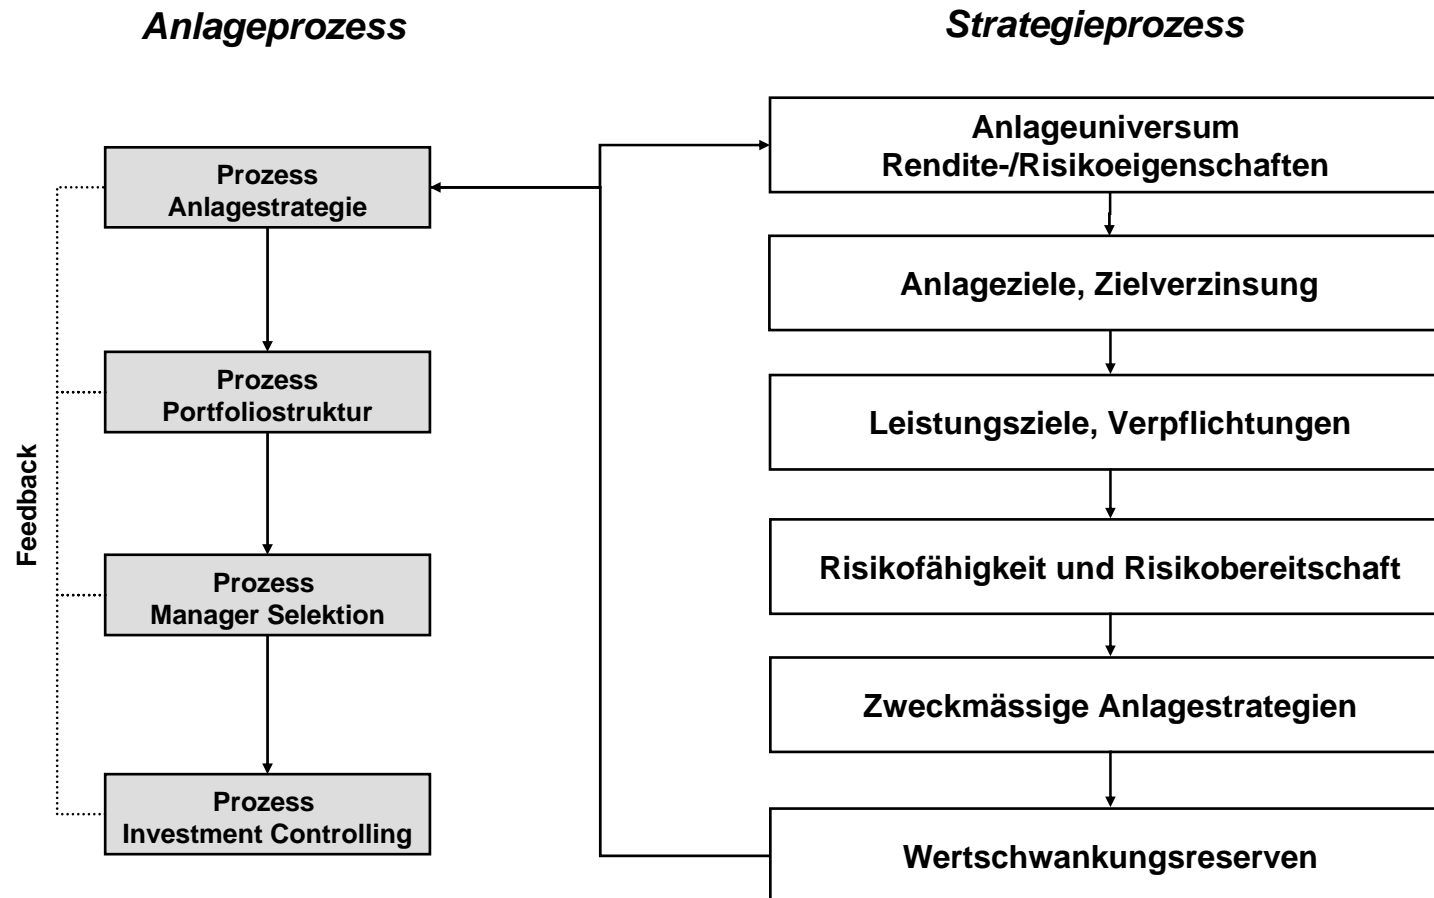 Anlageprozess
Prozess
Anlagestrategie
Prozess
Portfoliostruktur
Prozess
Manager Selektion
Prozess
Investment Controlling
Feedback
Strategieprozess
Anlageuniversum
Rendite-/Risikoeigenschaften
Anlageziele, Zielverzinsung
Leistungsziele, Verpflichtungen
Risikofähigkeit und Risikobereitschaft
Zweckmässige Anlagestrategien
Wertschwankungsreserven